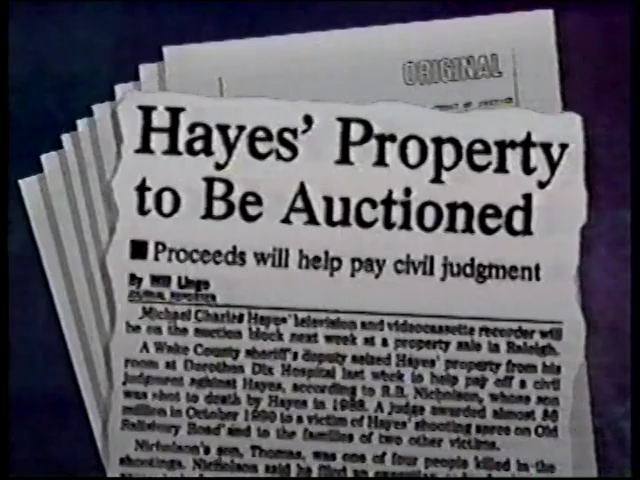 ORIGINAL
Hayes' Property
to Be Auctioned
■ Proceeds will help pay civil judgment
By Will Lingo
JOURNAL REPORTER
Michael Charles Hayes' television and videocassette recorder will
be on the auction block next week at a property sale in Raleigh.
A Wake County sheriff's deputy seized Hayes' property from his
room at Dorothea Dix Hospital last week to help pay off a civil
judgment against Hayes, according to R.B. Nicholson, whose son
was shot to death by Hayes in 1988. A judge awarded almost $6
million in October 1990 to a victim of Hayes' shooting spree on Old
Salisbury Road and to the families of two other victims.
Nicholson's son, Thomas, was one of four people killed in the
shootings. Nicholson said he filed